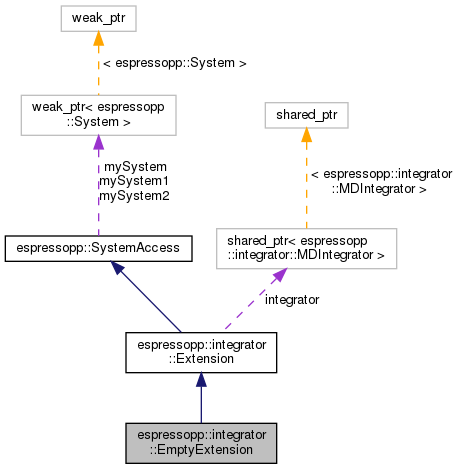 weak_ptr
< espressopp::System >
weak_ptr< espressopp
::System >
shared_ptr
mySystem
mySystem1
mySystem2
< espressopp::integrator
::MDIntegrator >
espressopp::SystemAccess
shared_ptr< espressopp
::integrator::MDIntegrator >
integrator
espressopp::integrator
::Extension
espressopp::integrator
::EmptyExtension